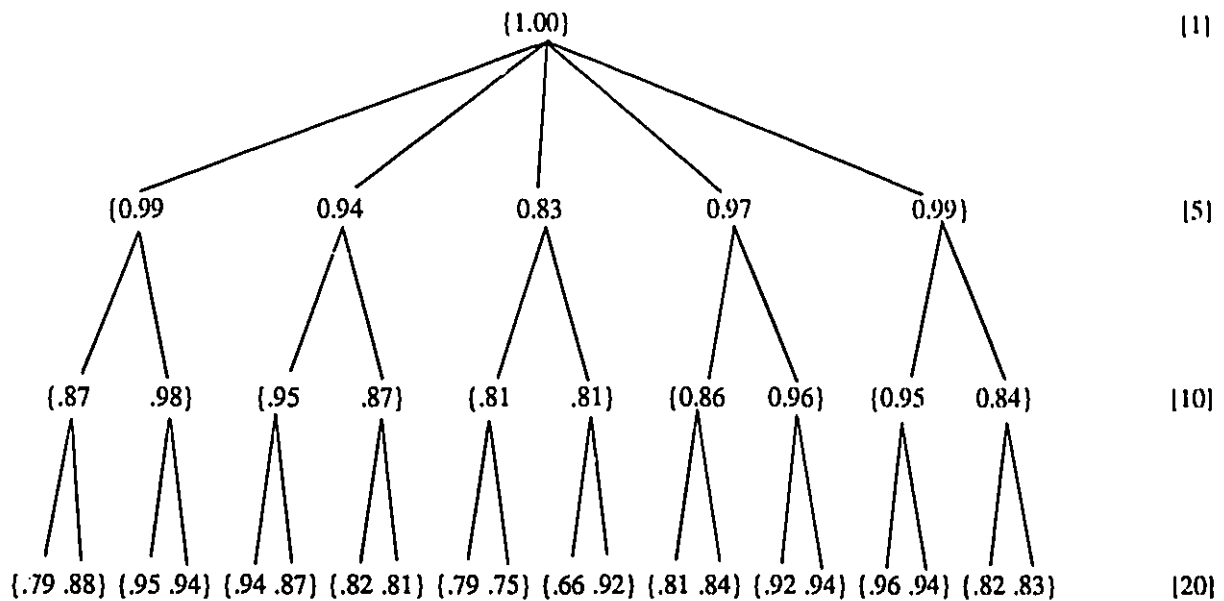 {1.00} [1]
{0.99 0.94 0.83 0.97 0.99} [5]
{.87 .98} {.95 .87} {.81 .81} {0.86 0.96} {0.95 0.84} [10]
{.79 .88} {.95 .94} {.94 .87} {.82 .81} {.79 .75} {.66 .92} {.81 .84} {.92 .94} {.96 .94} {.82 .83} [20]